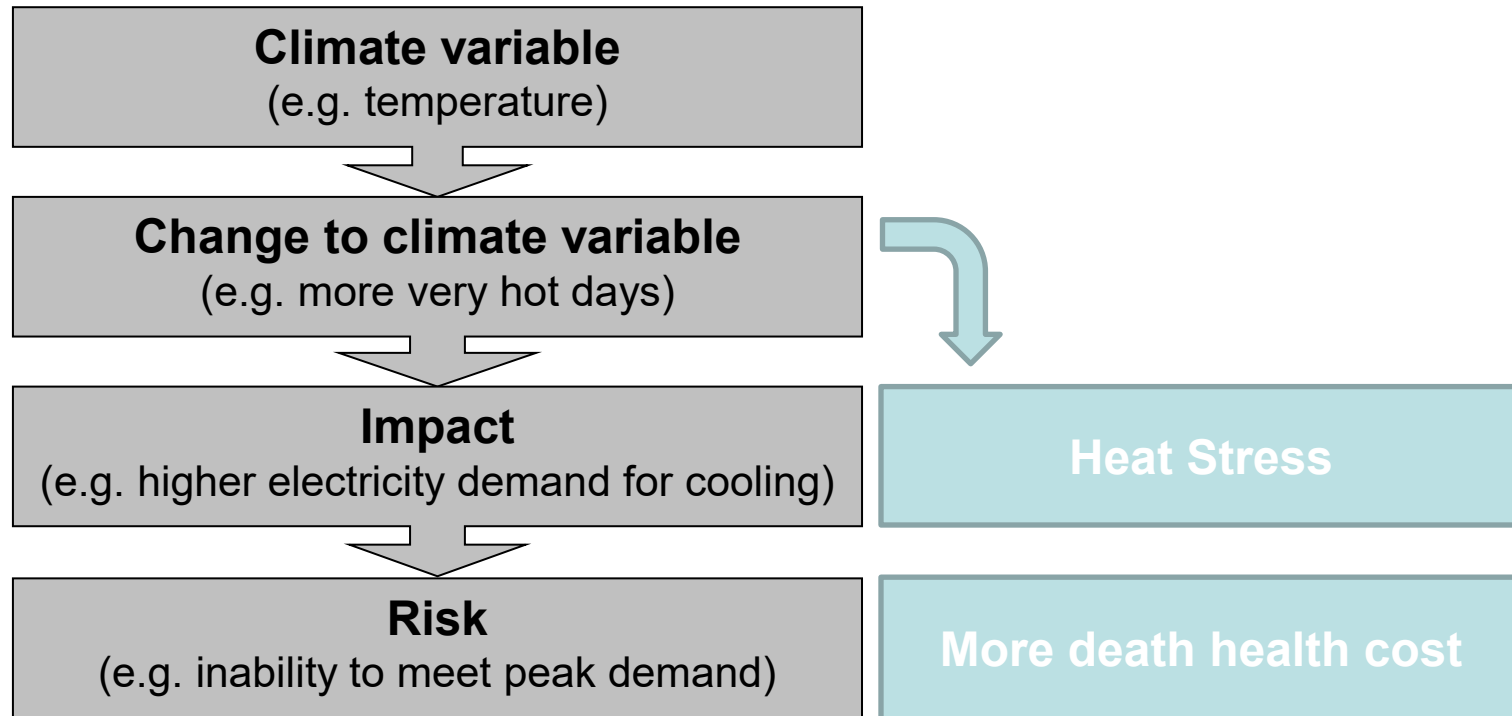 Climate variable
(e.g. temperature)
Change to climate variable
(e.g. more very hot days)
Impact
(e.g. higher electricity demand for cooling)
Heat Stress
Risk
(e.g. inability to meet peak demand)
More death health cost